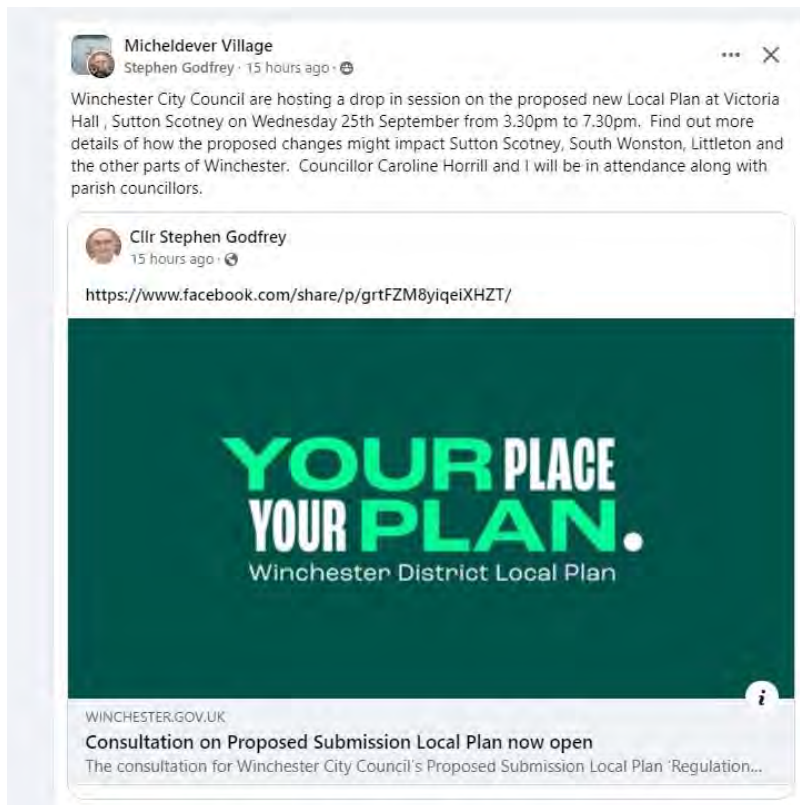 Micheldever Village
Stephen Godfrey · 15 hours ago ·
Winchester City Council are hosting a drop in session on the proposed new Local Plan at Victoria
Hall , Sutton Scotney on Wednesday 25th September from 3.30pm to 7.30pm.  Find out more
details of how the proposed changes might impact Sutton Scotney, South Wonston, Littleton and
the other parts of Winchester.  Councillor Caroline Horrill and I will be in attendance along with
parish councillors.
Cllr Stephen Godfrey
15 hours ago ·
https://www.facebook.com/share/p/grtFZM8yiqeiXHZT/
YOUR PLACE
YOUR PLAN.
Winchester District Local Plan
i
WINCHESTER.GOV.UK
Consultation on Proposed Submission Local Plan now open
The consultation for Winchester City Council's Proposed Submission Local Plan 'Regulation...